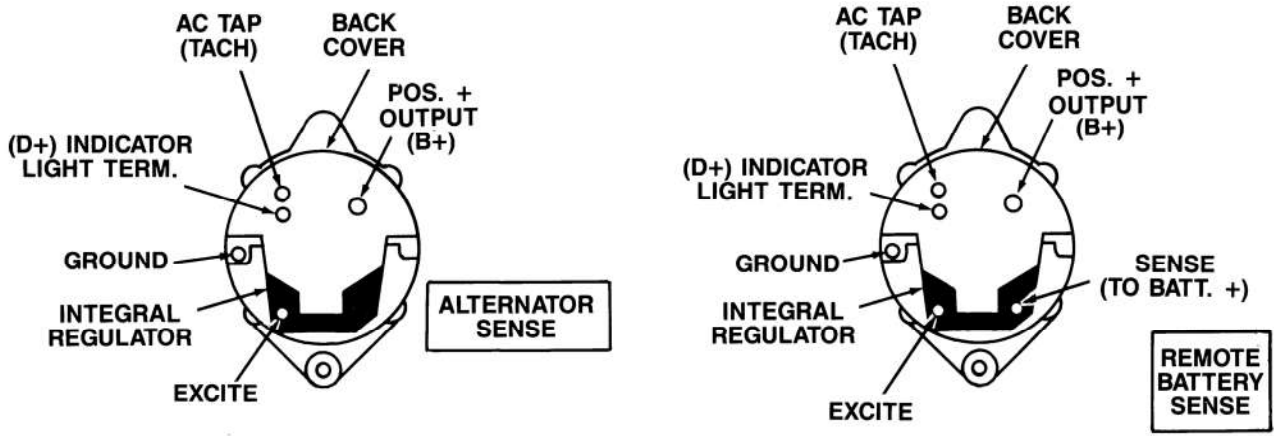 AC TAP
(TACH)
BACK
COVER
POS. +
OUTPUT
(B+)
(D+) INDICATOR
LIGHT TERM.
GROUND
INTEGRAL
REGULATOR
EXCITE
ALTERNATOR
SENSE
AC TAP
(TACH)
BACK
COVER
POS. +
OUTPUT
(B+)
(D+) INDICATOR
LIGHT TERM.
GROUND
SENSE
(TO BATT. +)
INTEGRAL
REGULATOR
EXCITE
REMOTE
BATTERY
SENSE